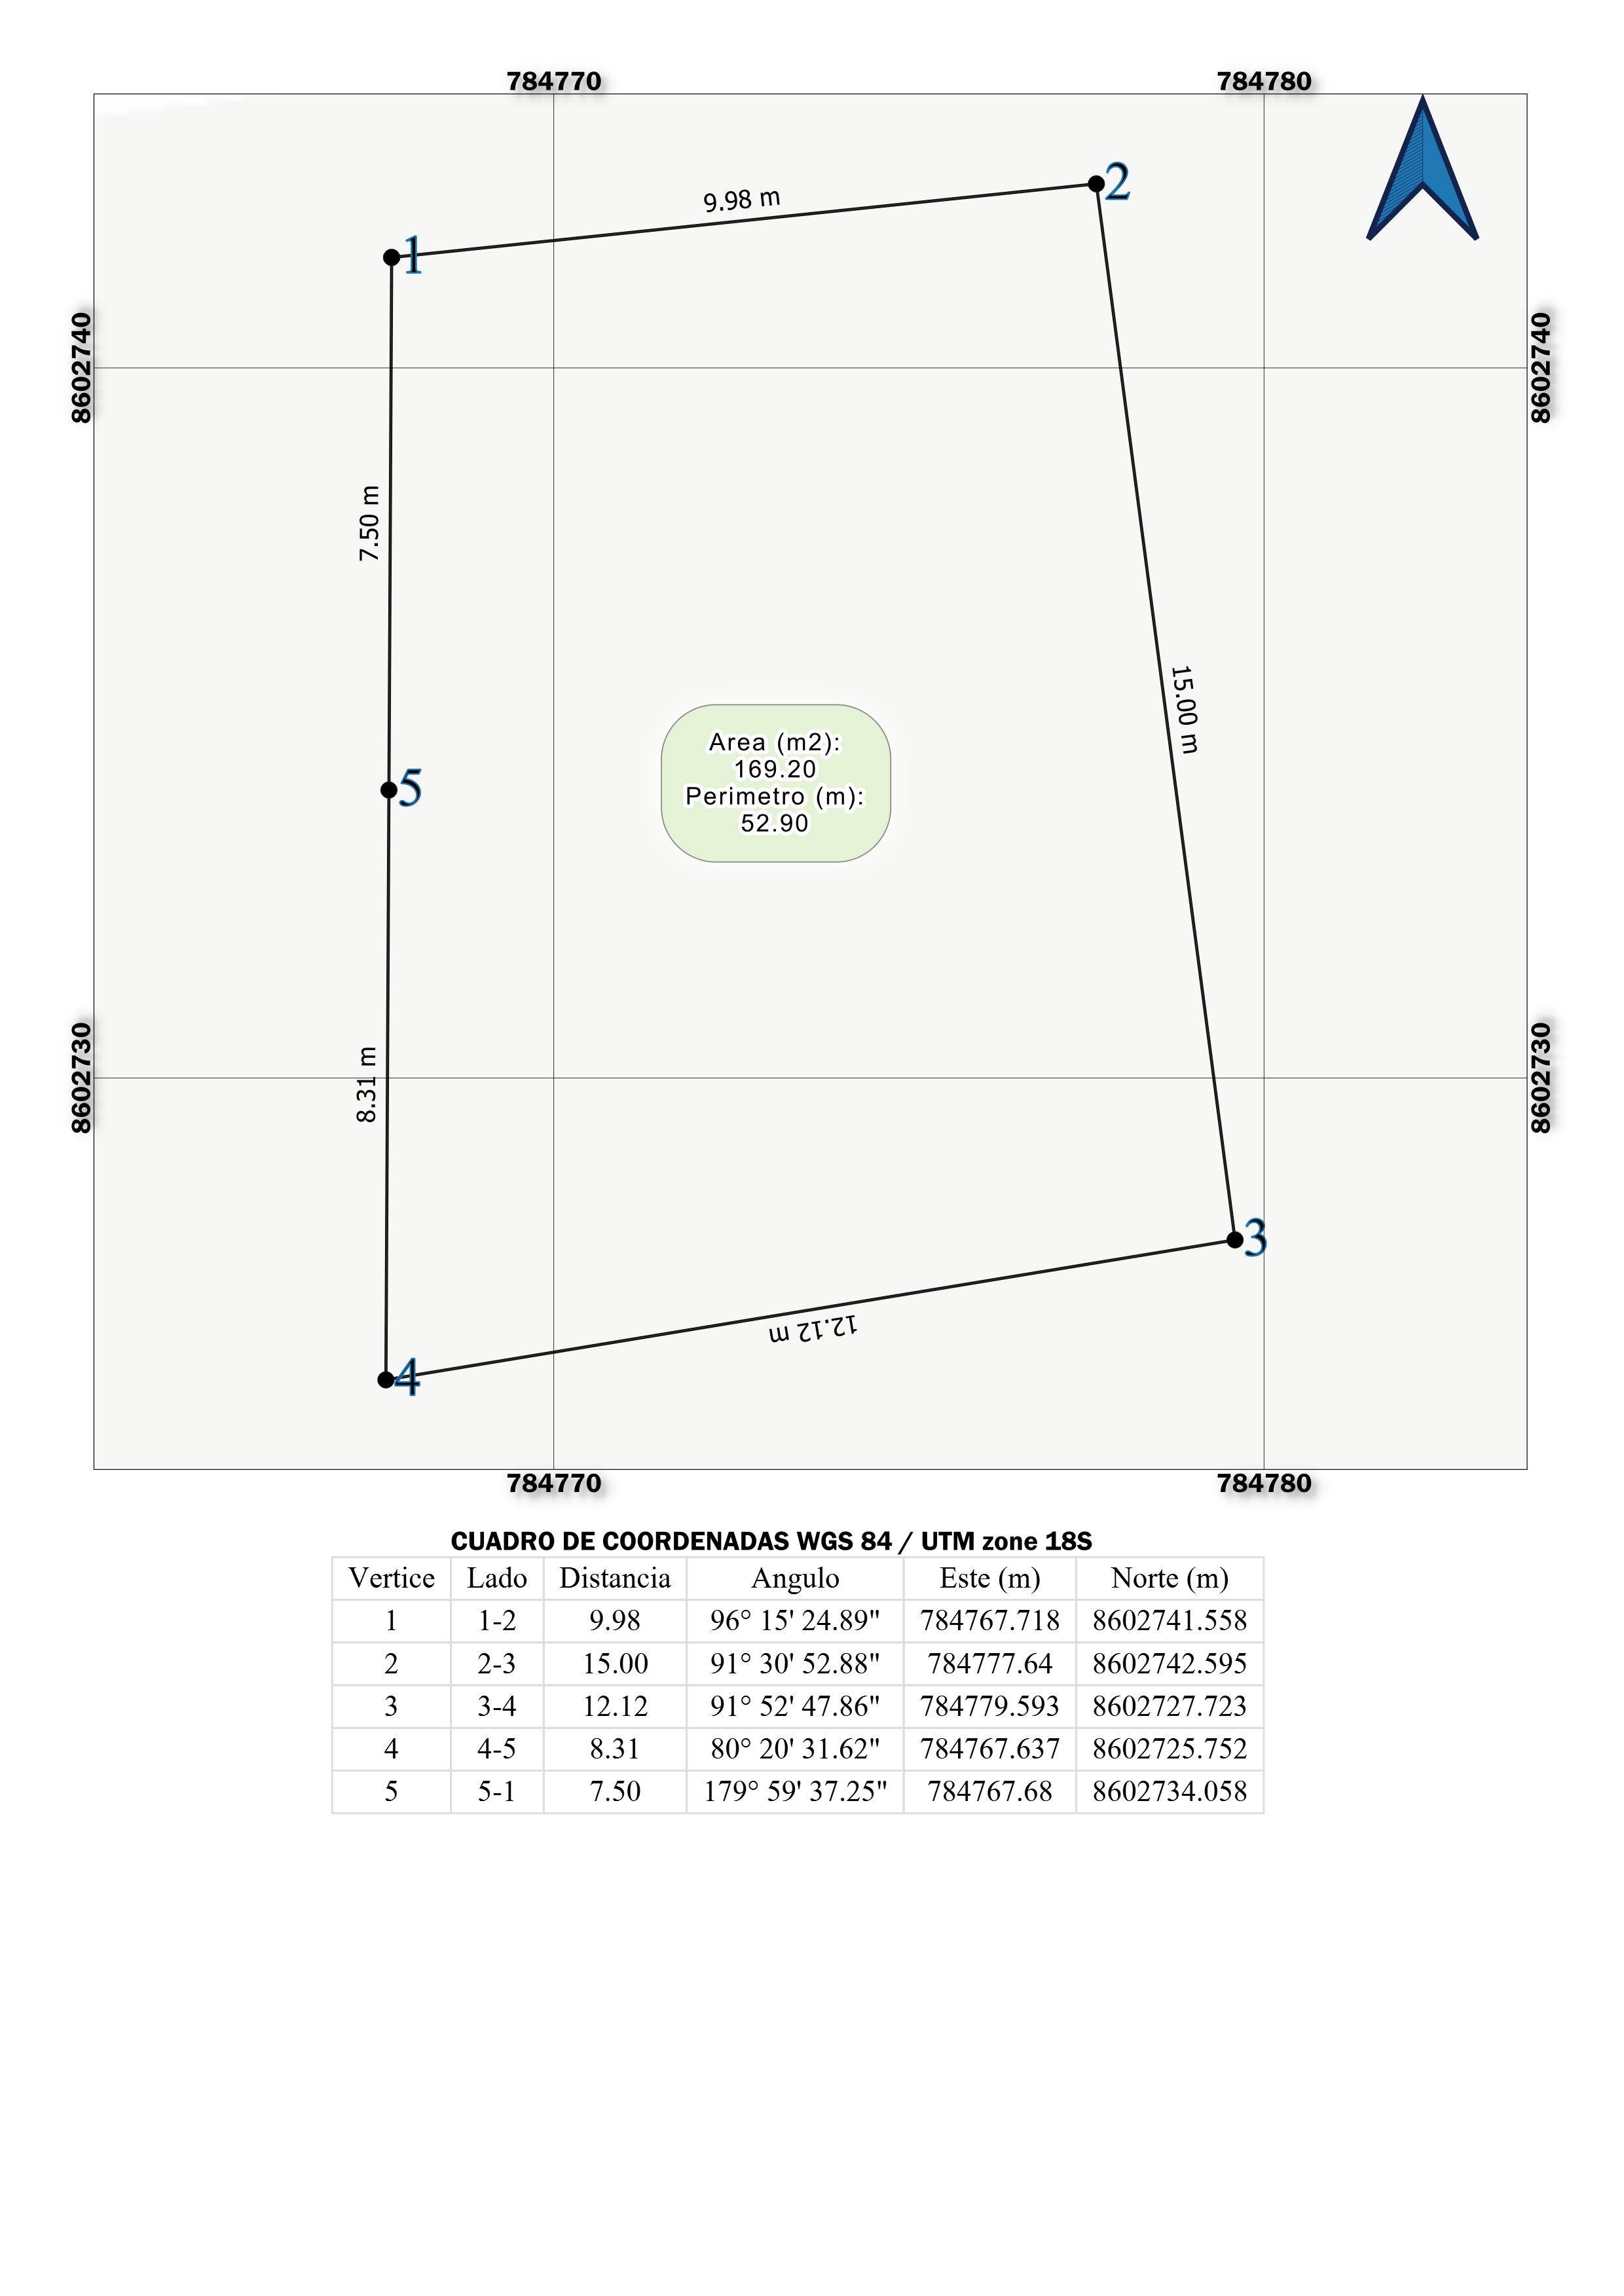 784770 784780
2
9.98 m
1
8602740 8602740
7.50 m
15.00 m
Area (m2):
169.20
Perimetro (m):
52.90
5
8602730 8602730
8.31 m
3
12.12 m
4
784770 784780
CUADRO DE COORDENADAS WGS 84 / UTM zone 18S
Vertice Lado Distancia Angulo Este (m) Norte (m)
1 1-2 9.98 96° 15' 24.89" 784767.718 8602741.558
2 2-3 15.00 91° 30' 52.88" 784777.64 8602742.595
3 3-4 12.12 91° 52' 47.86" 784779.593 8602727.723
4 4-5 8.31 80° 20' 31.62" 784767.637 8602725.752
5 5-1 7.50 179° 59' 37.25" 784767.68 8602734.058